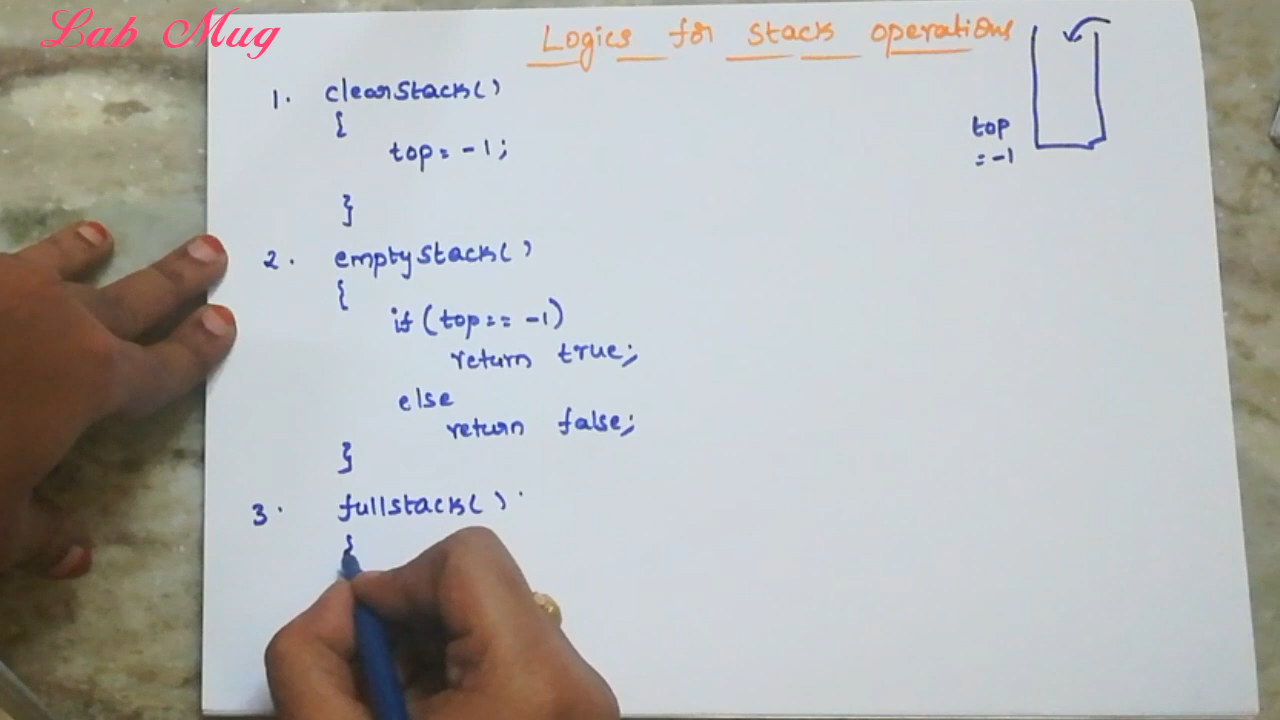 Lab Mug
Logics for stack operations
1. clearStack()
{
top = -1;
}
top
= -1
2. emptyStack()
{
if (top == -1)
return true;
else
return false;
}
3. fullstack()
{